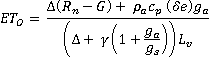 ET_O = \frac{\Delta(R_n - G) + \rho_a c_p (\delta e) g_a}{\left(\Delta + \gamma \left(1 + \frac{g_a}{g_s}\right)\right) L_v}